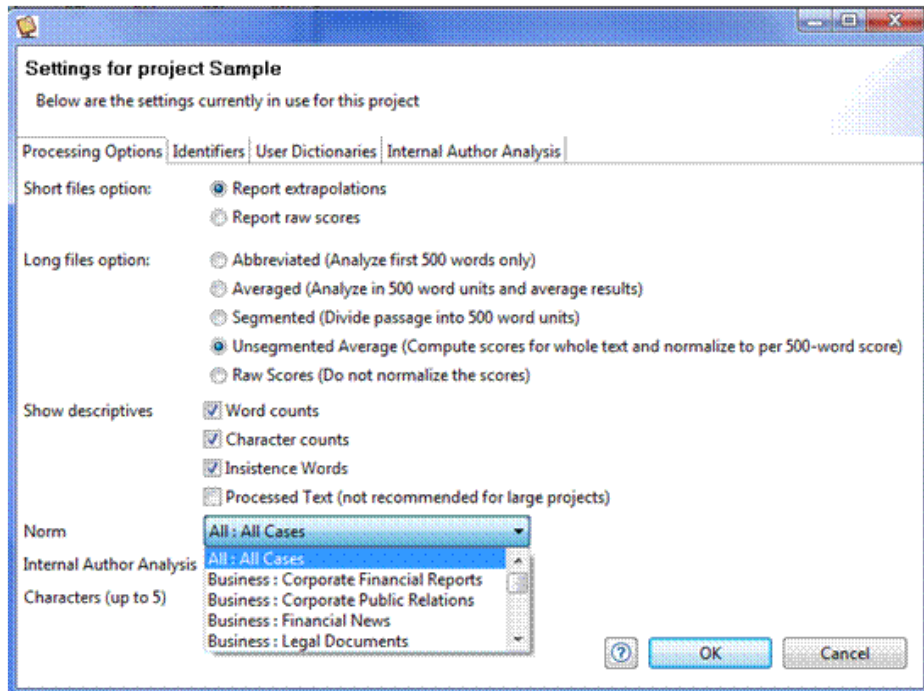 Settings for project Sample
Below are the settings currently in use for this project
Processing Options Identifiers User Dictionaries Internal Author Analysis
Short files option: Report extrapolations
Report raw scores
Long files option: Abbreviated (Analyze first 500 words only)
Averaged (Analyze in 500 word units and average results)
Segmented (Divide passage into 500 word units)
Unsegmented Average (Compute scores for whole text and normalize to per 500-word score)
Raw Scores (Do not normalize the scores)
Show descriptives Word counts
Character counts
Insistence Words
Processed Text (not recommended for large projects)
Norm All : All Cases
All : All Cases
Internal Author Analysis
Business : Corporate Financial Reports
Characters (up to 5) Business : Corporate Public Relations
Business : Financial News
Business : Legal Documents
? OK Cancel